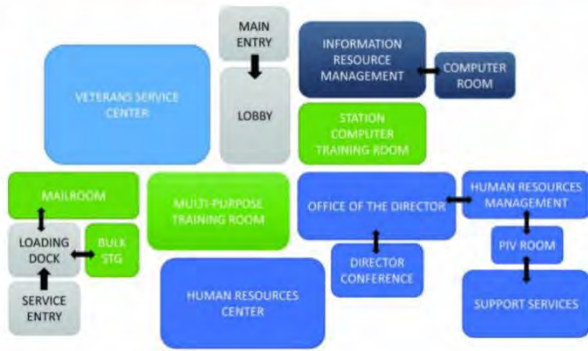 MAIN
ENTRY
INFORMATION
RESOURCE
MANAGEMENT
COMPUTER
ROOM
VETERANS SERVICE
CENTER
LOBBY
STATION
COMPUTER
TRAINING ROOM
MAILROOM
MULTI-PURPOSE
TRAINING ROOM
OFFICE OF THE DIRECTOR
HUMAN RESOURCES
MANAGEMENT
LOADING
DOCK
BULK
STG
PIV ROOM
DIRECTOR
CONFERENCE
SERVICE
ENTRY
HUMAN RESOURCES
CENTER
SUPPORT SERVICES